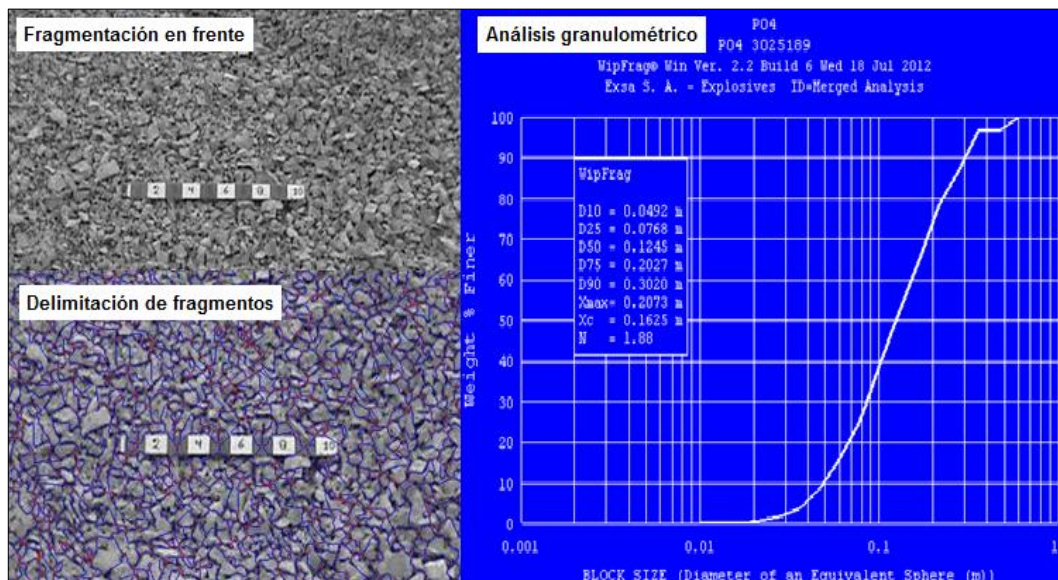 Fragmentación en frente
2 4 6 8 10
Delimitación de fragmentos
2 4 6 8 10
Análisis granulométrico
PO4
PO4 3025189
WipFrag® Win Ver. 2.2 Build 6 Wed 18 Jul 2012
Exsa S. A. - Explosives ID=Merged Analysis
Weight % Finer
100
90
80
70
60
50
40
30
20
10
0
WipFrag
D10 = 0.0492 m
D25 = 0.0768 m
D50 = 0.1245 m
D75 = 0.2027 m
D90 = 0.3020 m
Xmax= 0.2073 m
Xc = 0.1625 m
N = 1.88
0.001 0.01 0.1 1
BLOCK SIZE (Diameter of an Equivalent Sphere (m))